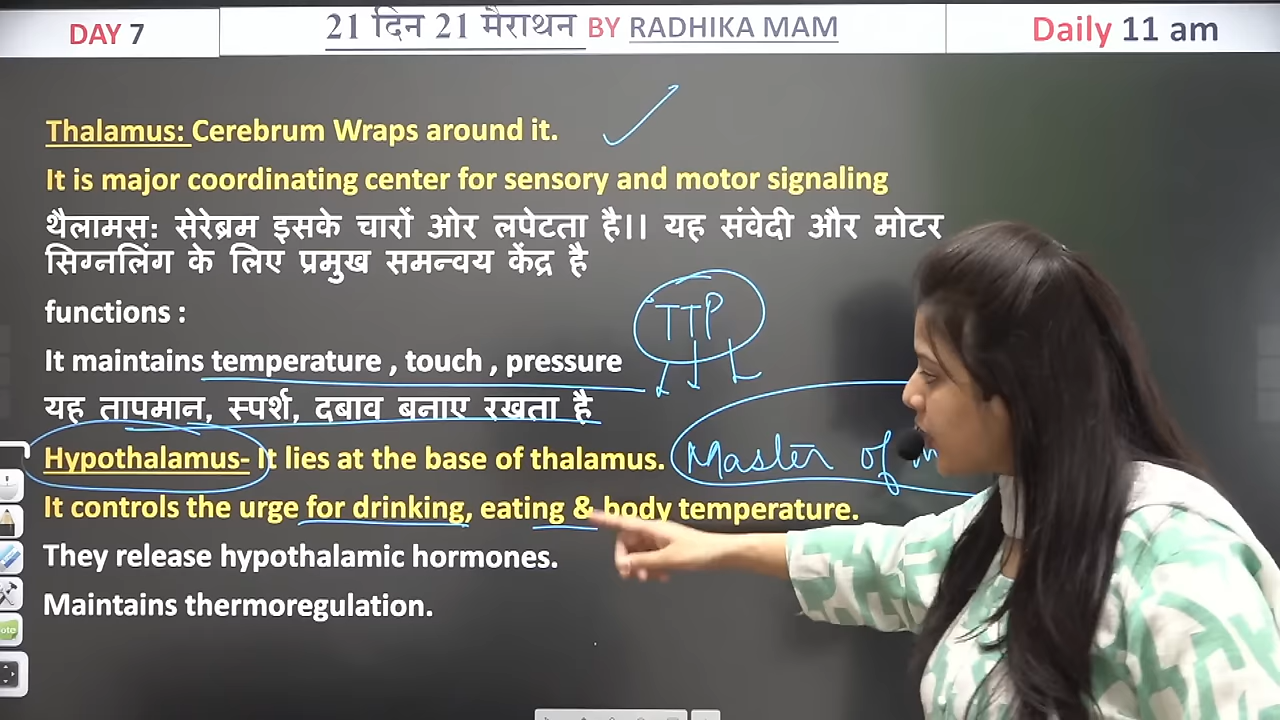 DAY 7
21 दिन 21 मैराथन BY RADHIKA MAM
Daily 11 am
Thalamus: Cerebrum Wraps around it.
It is major coordinating center for sensory and motor signaling
थैलामस: सेरेब्रम इसके चारों ओर लपेटता है।। यह संवेदी और मोटर
सिग्नलिंग के लिए प्रमुख समन्वय केंद्र है
functions :
TTP
It maintains temperature , touch , pressure
यह तापमान, स्पर्श, दबाव बनाए रखता है
Hypothalamus- It lies at the base of thalamus. Master of
It controls the urge for drinking, eating & body temperature.
They release hypothalamic hormones.
Maintains thermoregulation.